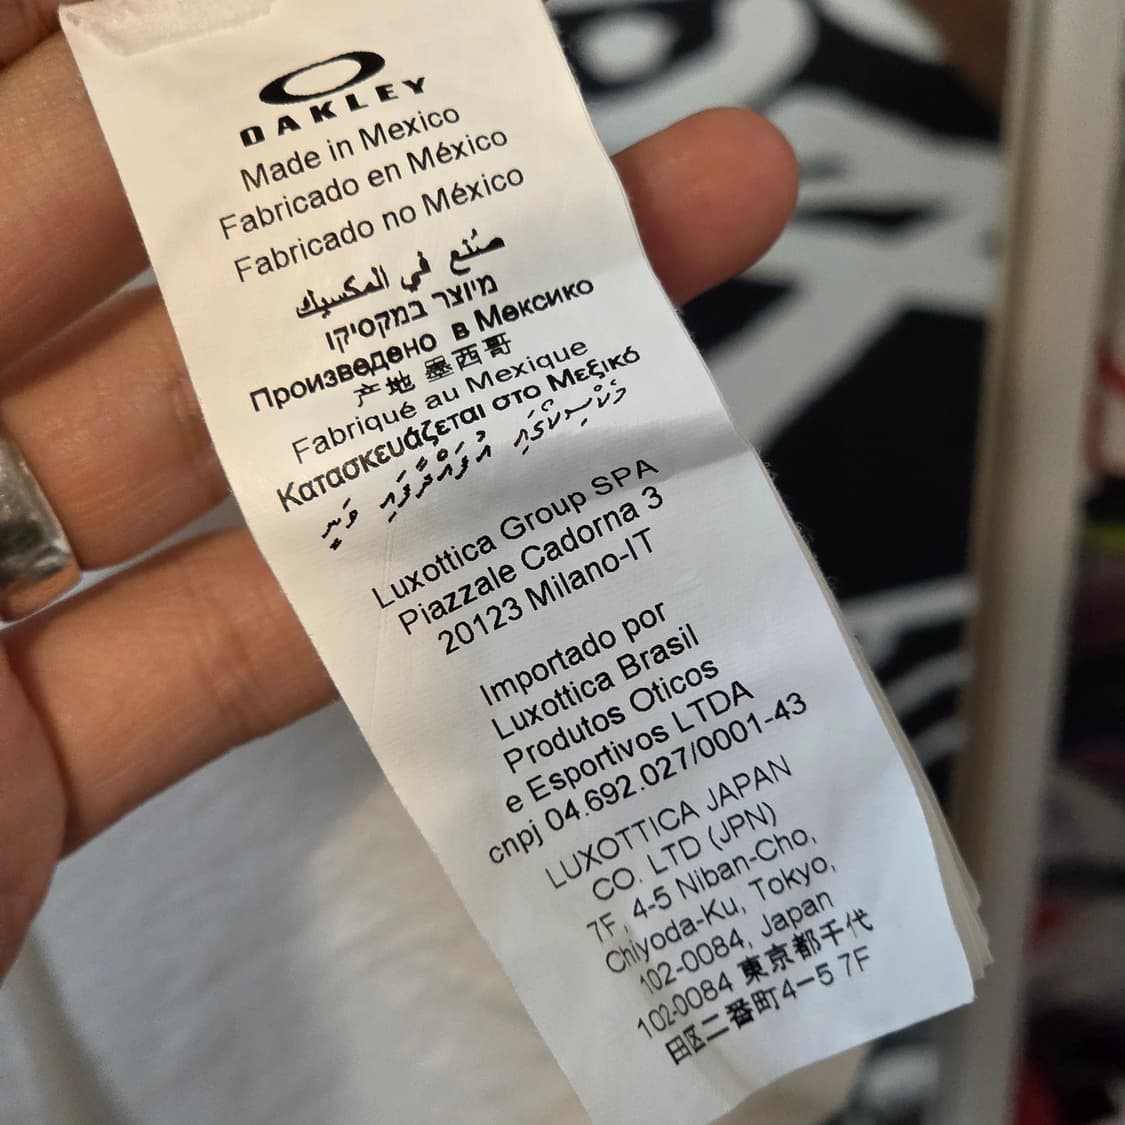 OAKLEY
Made in Mexico
Fabricado en México
Fabricado no México
صُنع في المكسيك
מיוצר במקסיקו
Произведено в Мексико
产地 墨西哥
Fabriqué au Mexique
Κατασκευάζεται στο Μεξικό
Luxottica Group SPA
Piazzale Cadorna 3
20123 Milano-IT
Importado por
Luxottica Brasil
Produtos Oticos
e Esportivos LTDA
cnpj 04.692.027/0001-43
LUXOTTICA JAPAN
CO. LTD (JPN)
7F, 4-5 Niban-Cho,
Chiyoda-Ku, Tokyo,
102-0084, Japan
102-0084 東京都千代
田区二番町4-5 7F